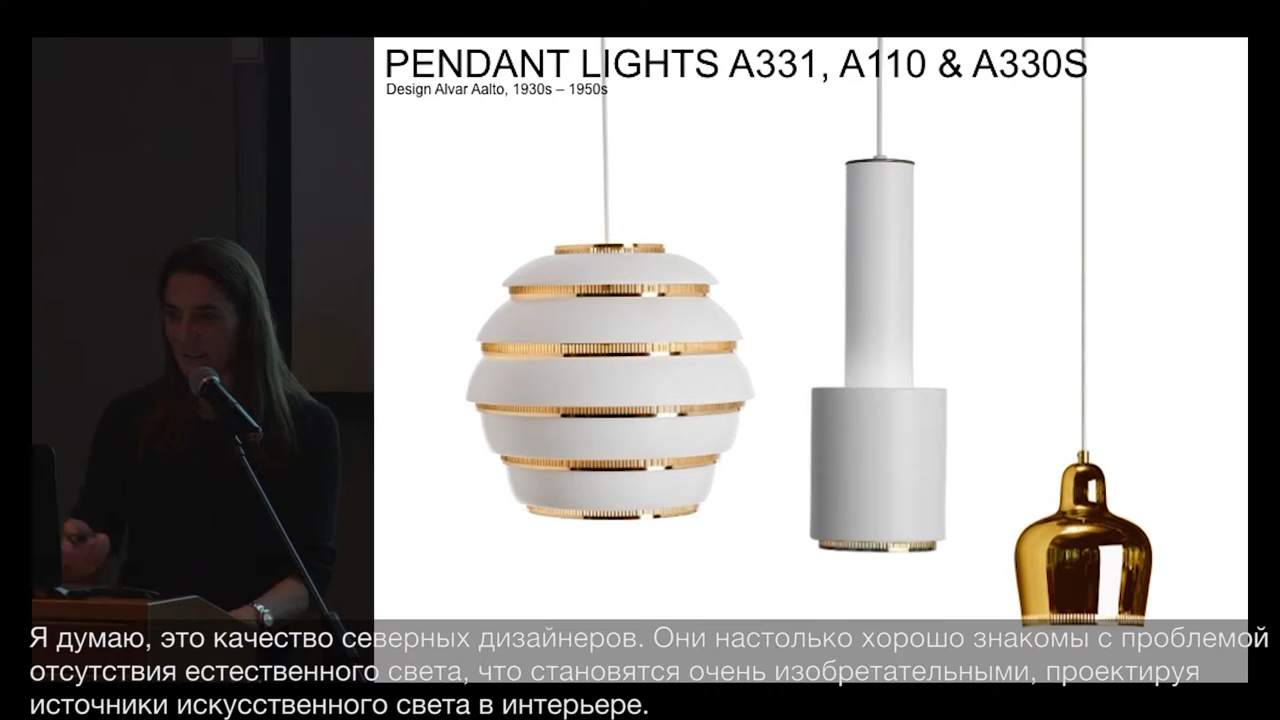 PENDANT LIGHTS A331, A110 & A330S
Design Alvar Aalto, 1930s – 1950s
Я думаю, это качество северных дизайнеров. Они настолько хорошо знакомы с проблемой
отсутствия естественного света, что становятся очень изобретательными, проектируя
источники искусственного света в интерьере.